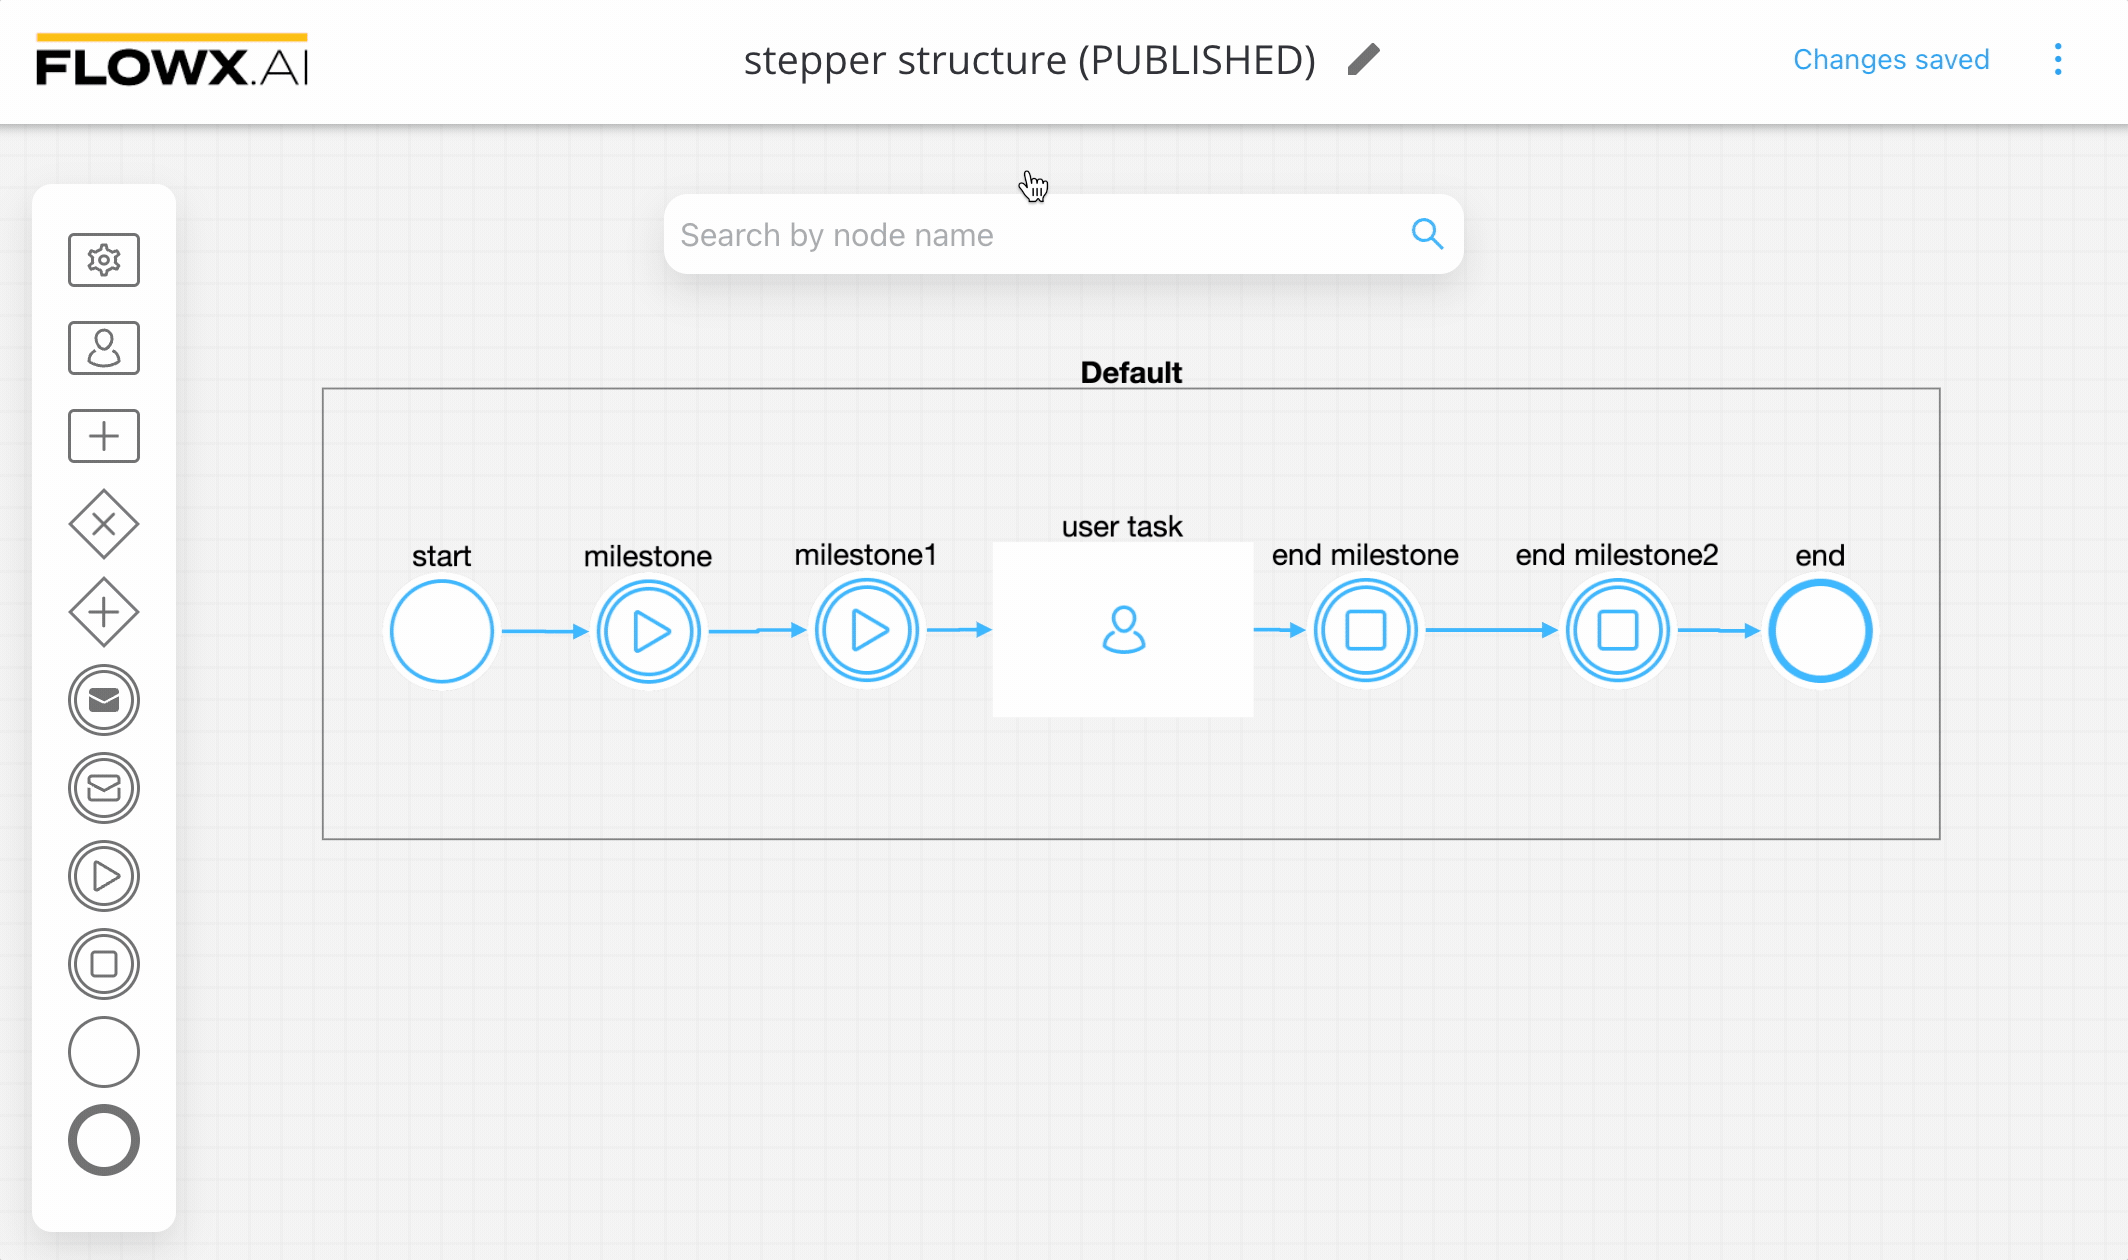 FLOWX.AI
stepper structure (PUBLISHED)
Changes saved
Search by node name
Default
start
milestone
milestone1
user task
end milestone
end milestone2
end